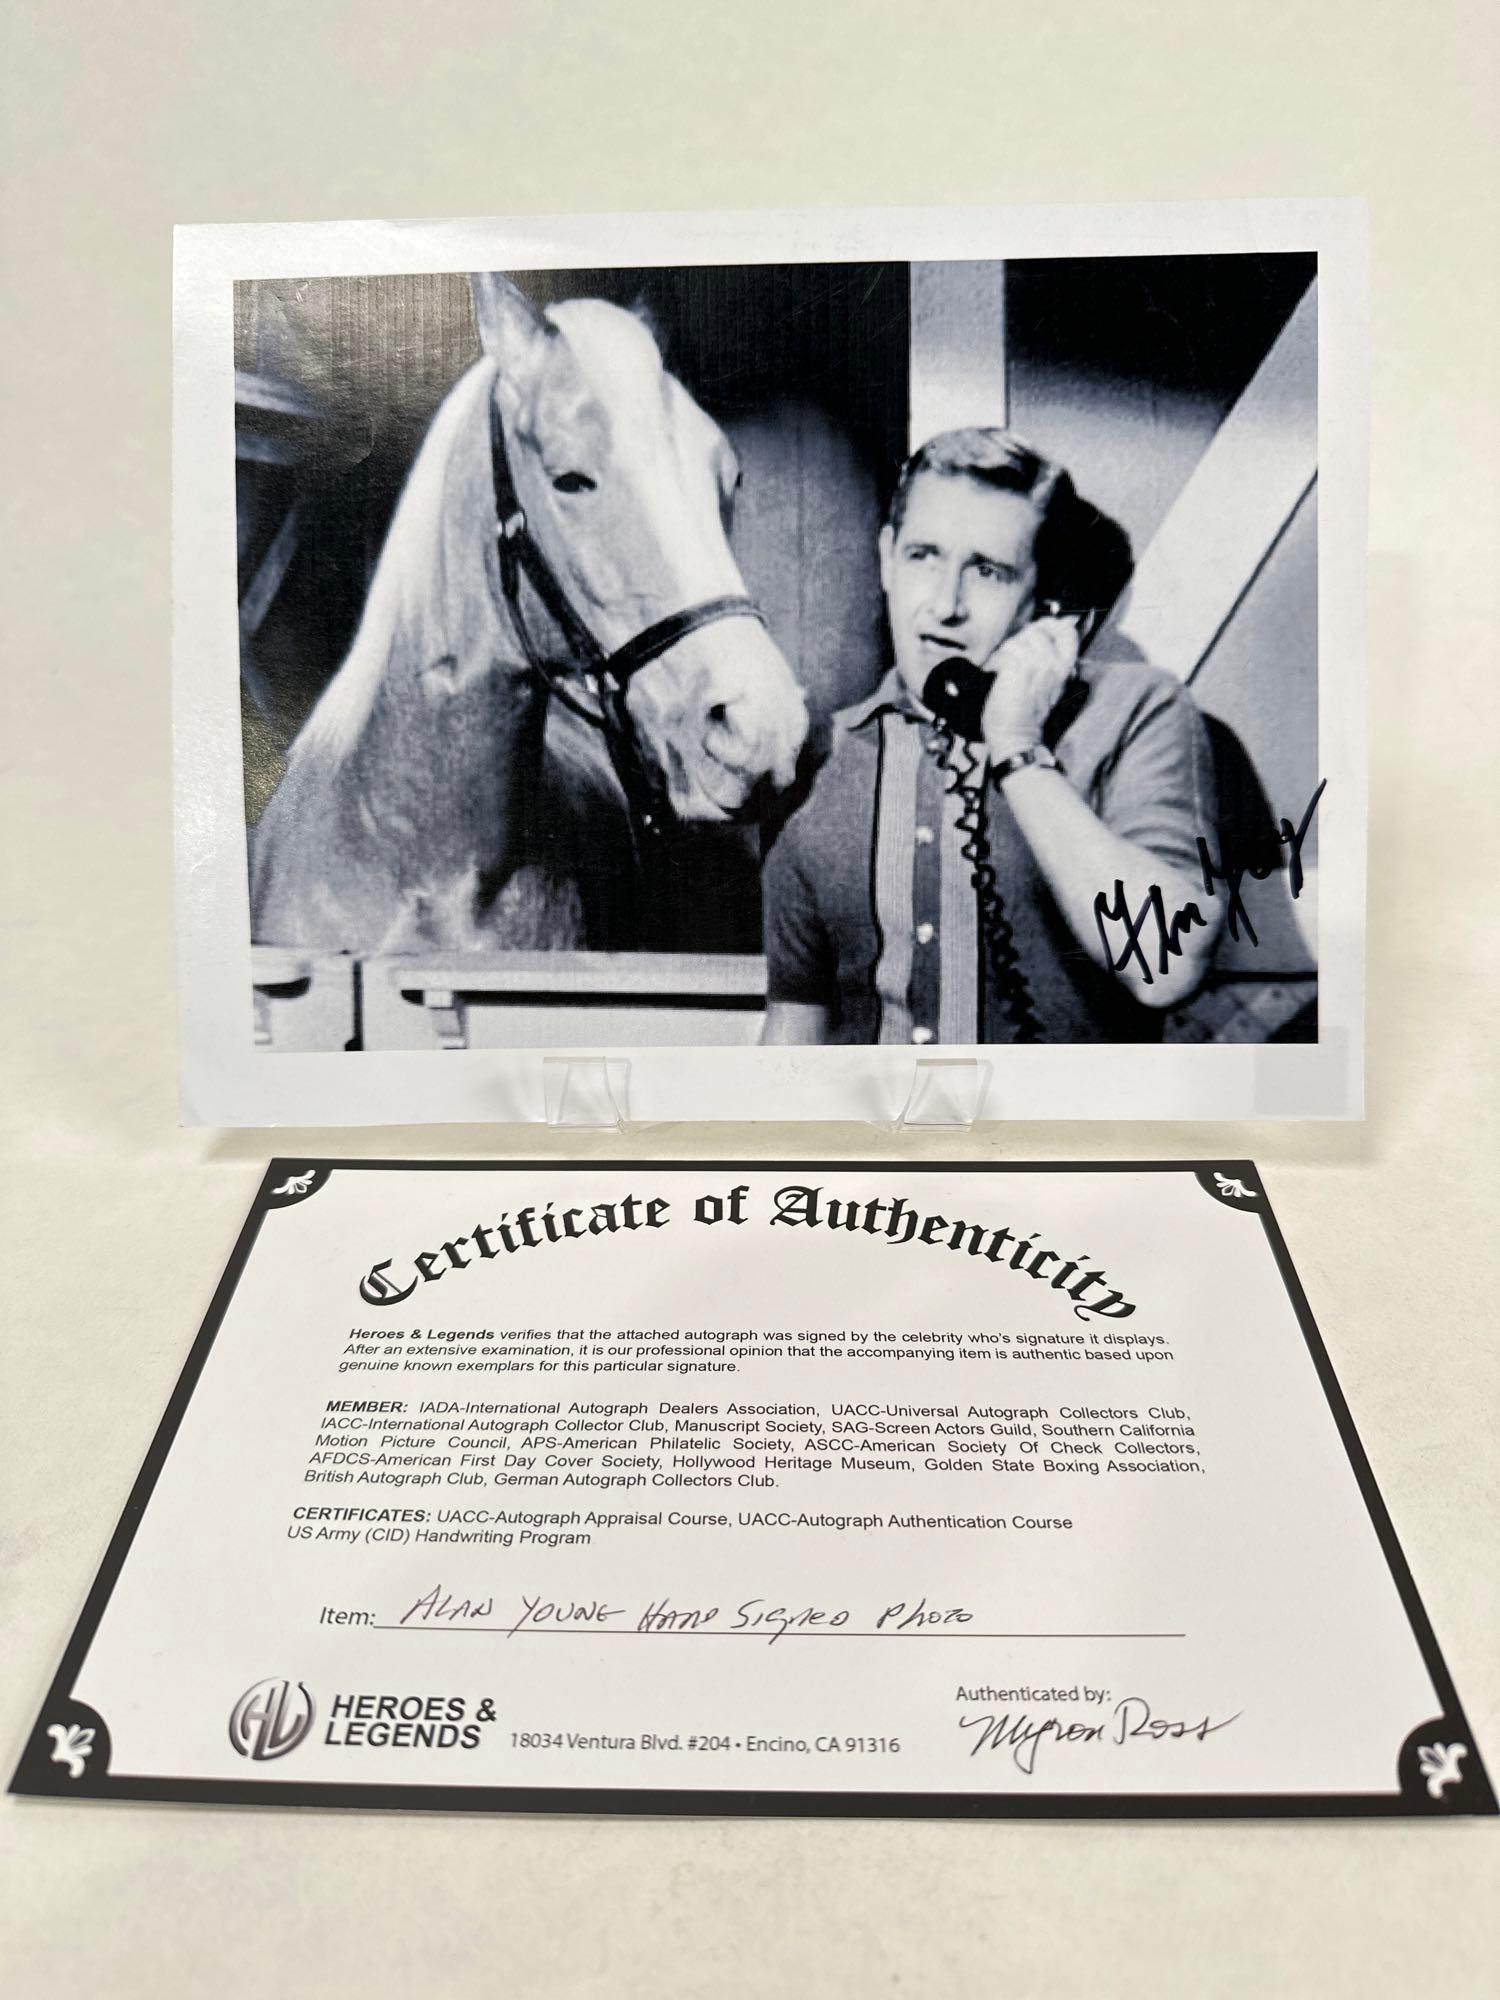 Alan Young
Certificate of Authenticity
Heroes & Legends verifies that the attached autograph was signed by the celebrity who's signature it displays.
After an extensive examination, it is our professional opinion that the accompanying item is authentic based upon
genuine known exemplars for this particular signature.
MEMBER: IADA-International Autograph Dealers Association, UACC-Universal Autograph Collectors Club,
IACC-International Autograph Collector Club, Manuscript Society, SAG-Screen Actors Guild, Southern California
Motion Picture Council, APS-American Philatelic Society, ASCC-American Society Of Check Collectors,
AFDCS-American First Day Cover Society, Hollywood Heritage Museum, Golden State Boxing Association,
British Autograph Club, German Autograph Collectors Club.
CERTIFICATES: UACC-Autograph Appraisal Course, UACC-Autograph Authentication Course
US Army (CID) Handwriting Program
Item: ALAN YOUNG HAND SIGNED PHOTO
HL HEROES &
LEGENDS 18034 Ventura Blvd. #204 • Encino, CA 91316
Authenticated by:
Myron Ross